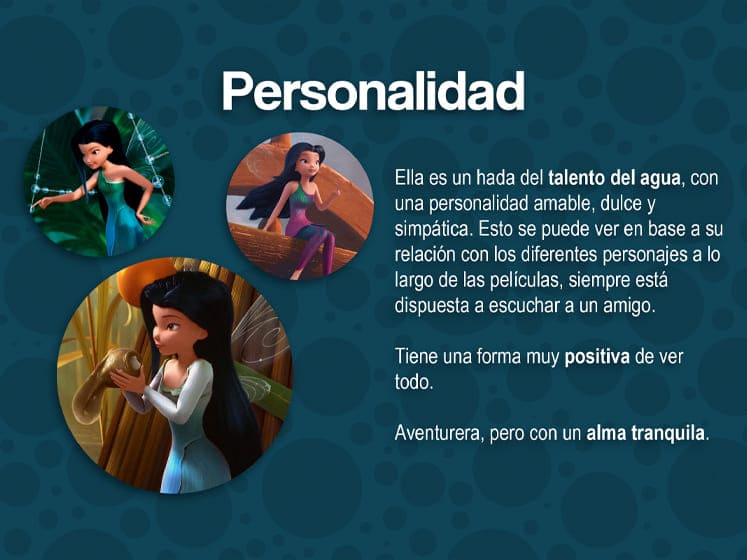 Personalidad
Ella es un hada del talento del agua, con
una personalidad amable, dulce y
simpática. Esto se puede ver en base a su
relación con los diferentes personajes a lo
largo de las películas, siempre está
dispuesta a escuchar a un amigo.
Tiene una forma muy positiva de ver
todo.
Aventurera, pero con un alma tranquila.